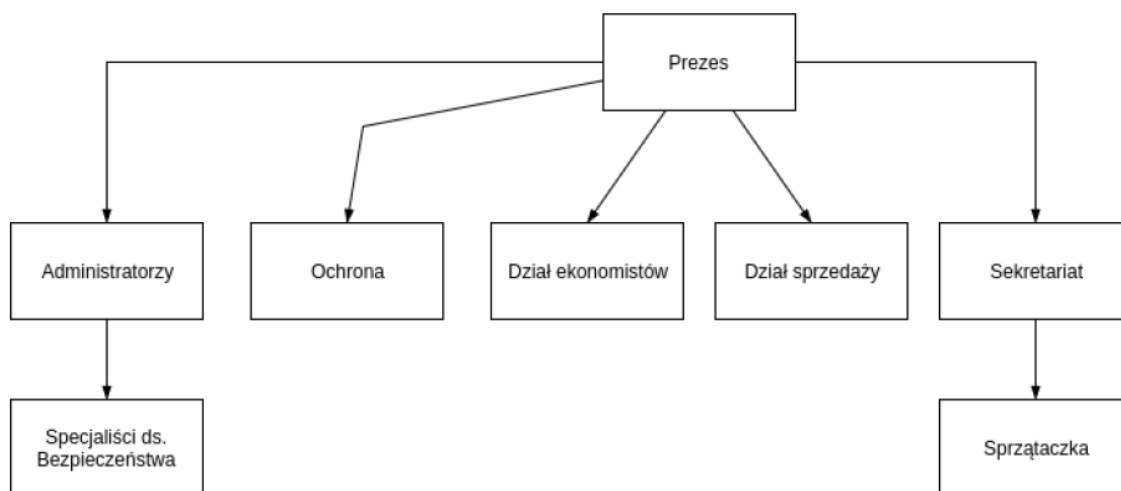 Prezes
Administratorzy
Ochrona
Dział ekonomistów
Dział sprzedaży
Sekretariat
Specjaliści ds.
Bezpieczeństwa
Sprzątaczka